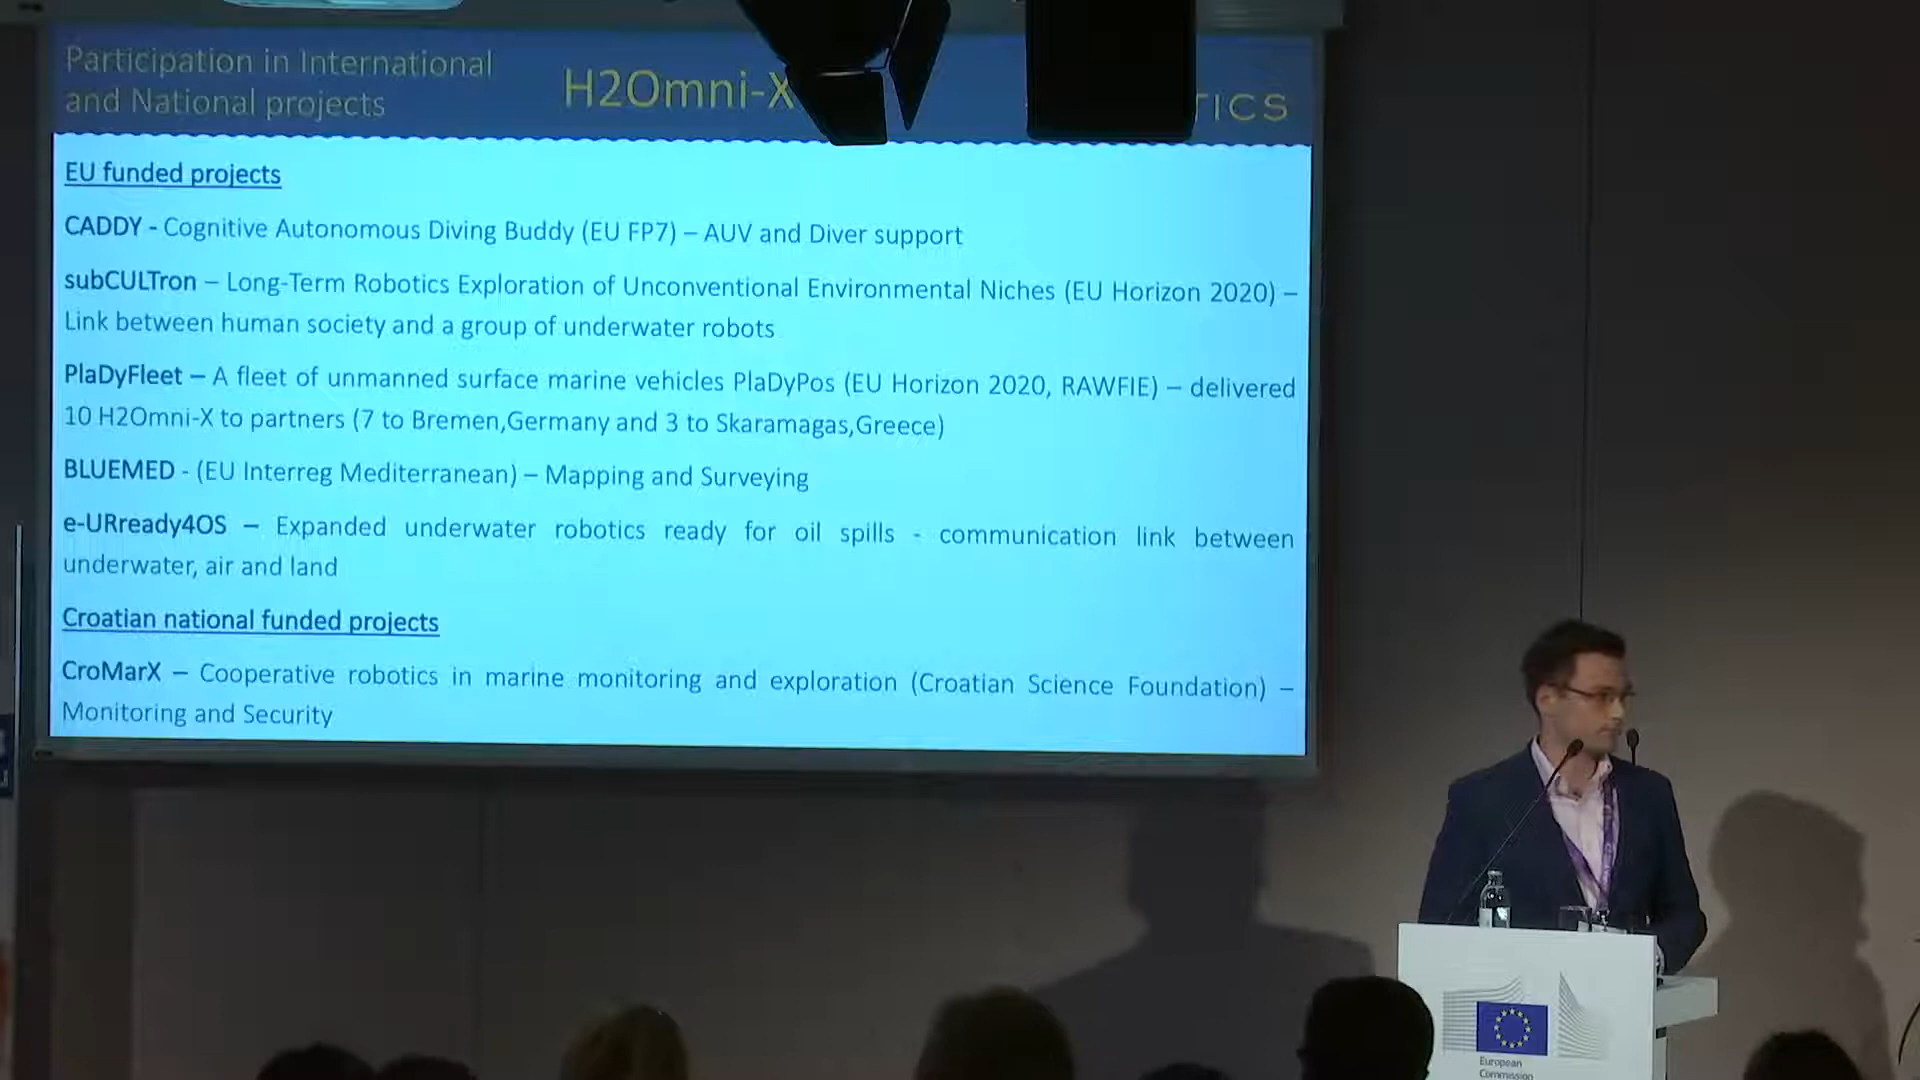 Participation in International
and National projects
H2Omni-X
TICS
EU funded projects
CADDY - Cognitive Autonomous Diving Buddy (EU FP7) – AUV and Diver support
subCULTron – Long-Term Robotics Exploration of Unconventional Environmental Niches (EU Horizon 2020) –
Link between human society and a group of underwater robots
PlaDyFleet – A fleet of unmanned surface marine vehicles PlaDyPos (EU Horizon 2020, RAWFIE) – delivered
10 H2Omni-X to partners (7 to Bremen,Germany and 3 to Skaramagas,Greece)
BLUEMED - (EU Interreg Mediterranean) – Mapping and Surveying
e-URready4OS – Expanded underwater robotics ready for oil spills - communication link between
underwater, air and land
Croatian national funded projects
CroMarX – Cooperative robotics in marine monitoring and exploration (Croatian Science Foundation) –
Monitoring and Security
European
Commission